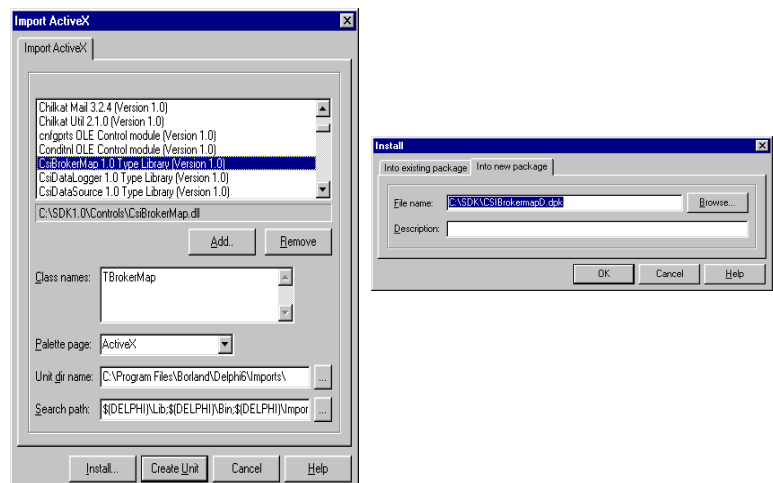 Import ActiveX
Import ActiveX
Chilkat Mail 3.2.4 (Version 1.0)
Chilkat Util 2.1.0 (Version 1.0)
cnfgprts OLE Control module (Version 1.0)
Conditnl OLE Control module (Version 1.0)
CsiBrokerMap 1.0 Type Library (Version 1.0)
CsiDataLogger 1.0 Type Library (Version 1.0)
CsiDataSource 1.0 Type Library (Version 1.0)
C:\SDK1.0\Controls\CsiBrokerMap.dll
Add..
Remove
Class names: TBrokerMap
Palette page: ActiveX
Unit dir name: C:\Program Files\Borland\Delphi6\Imports\ ...
Search path: $(DELPHI)\Lib;$(DELPHI)\Bin;$(DELPHI)\Impor ...
Install... Create Unit Cancel Help
Install
Into existing package Into new package
File name: C:\SDK\CSIBrokermapD.dpk Browse...
Description:
OK Cancel Help